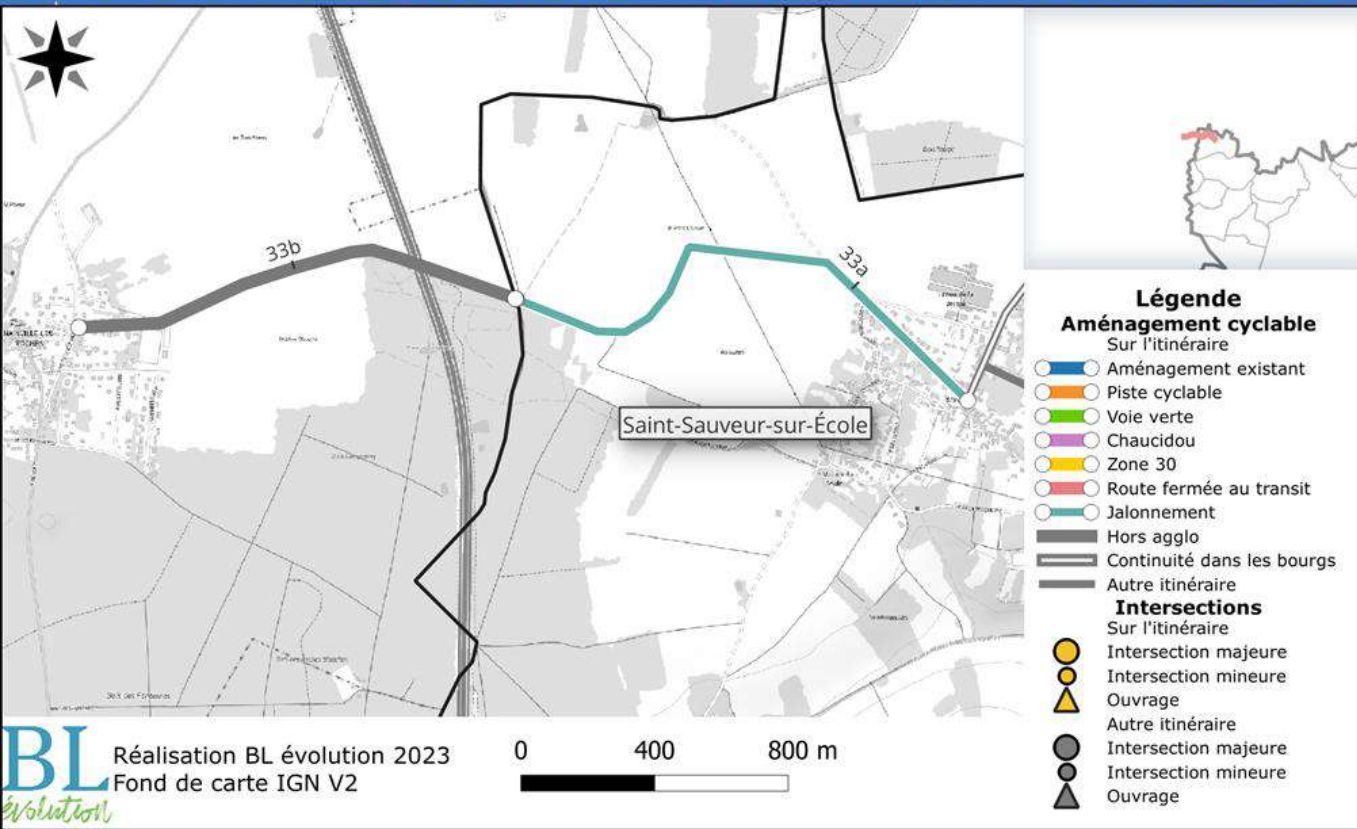 33b
33a
Saint-Sauveur-sur-École
Légende
Aménagement cyclable
Sur l'itinéraire
Aménagement existant
Piste cyclable
Voie verte
Chaucidou
Zone 30
Route fermée au transit
Jalonnement
Hors agglo
Continuité dans les bourgs
Autre itinéraire
Intersections
Sur l'itinéraire
Intersection majeure
Intersection mineure
Ouvrage
Autre itinéraire
Intersection majeure
Intersection mineure
Ouvrage
BL
évolution
Réalisation BL évolution 2023
Fond de carte IGN V2
0 400 800 m